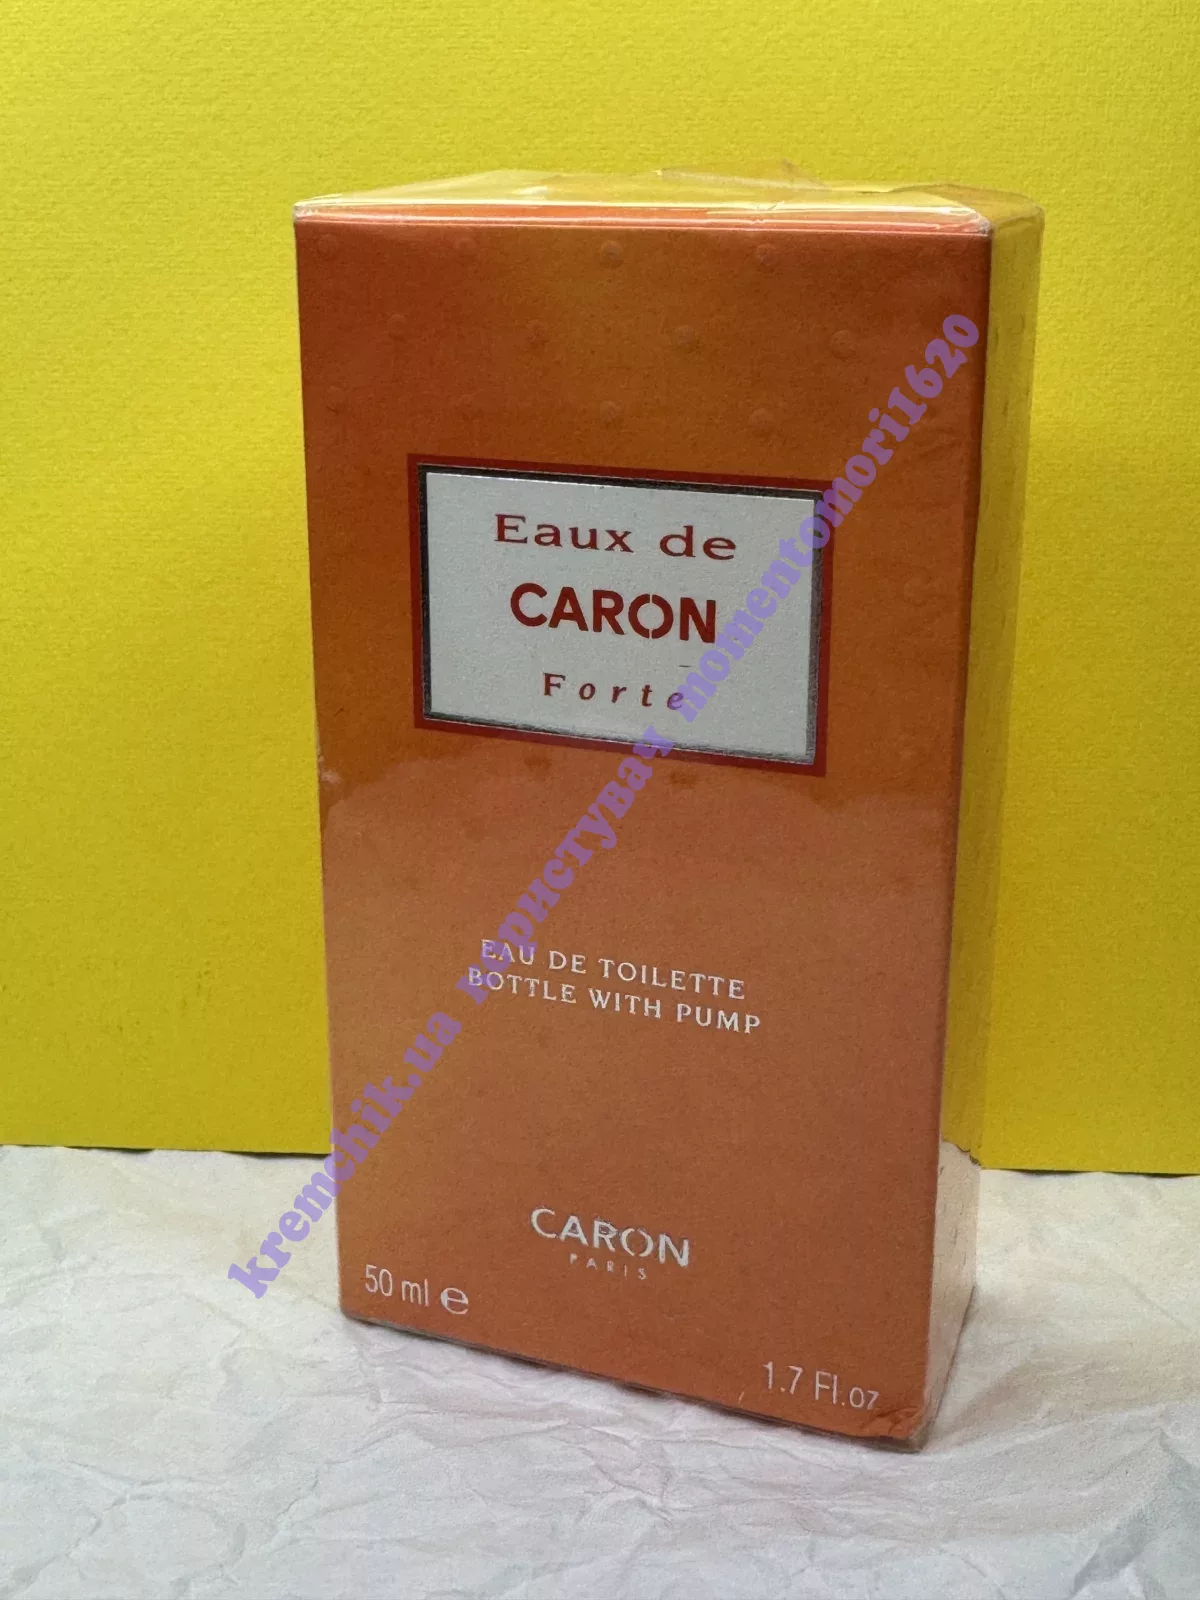 Eaux de
CARON
Forte
EAU DE TOILETTE
BOTTLE WITH PUMP
CARON
PARIS
50 ml e
1.7 Fl.oz
kremchik.ua користувач momentomori1620